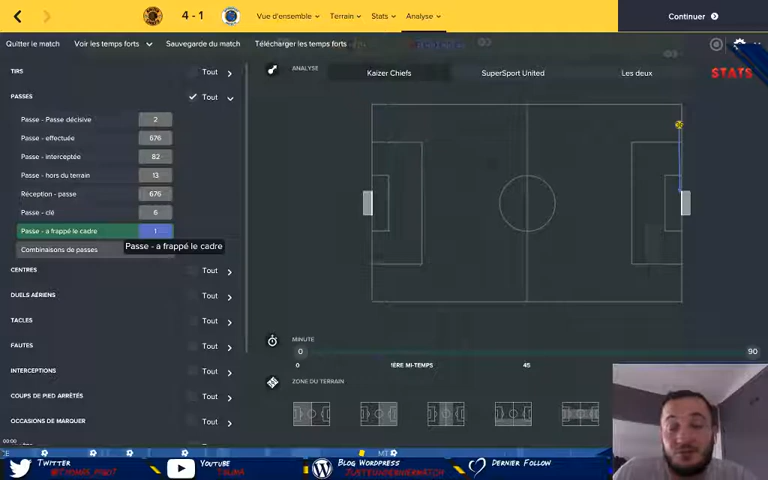 4 - 1
Vue d'ensemble
Terrain
Stats
Analyse
Continuer
Quitter le match
Voir les temps forts
Sauvegarde du match
Télécharger les temps forts
TIRS
Tout
ANALYSE
Kaizer Chiefs
SuperSport United
Les deux
STATS
PASSES
Tout
Passe - Passe décisive 2
Passe - effectuée 676
Passe - interceptée 82
Passe - hors du terrain 13
Réception - passe 676
Passe - clé 6
Passe - a frappé le cadre 1
Passe - a frappé le cadre
Combinaisons de passes
CENTRES
Tout
DUELS AÉRIENS
Tout
TACLES
Tout
FAUTES
Tout
INTERCEPTIONS
Tout
COUPS DE PIED ARRÊTÉS
Tout
OCCASIONS DE MARQUER
Tout
MINUTE
0
90
0
1ÈRE MI-TEMPS
45
ZONE DU TERRAIN
00:00
MT
Twitter
Youtube
Blog Wordpress
Dernier Follow